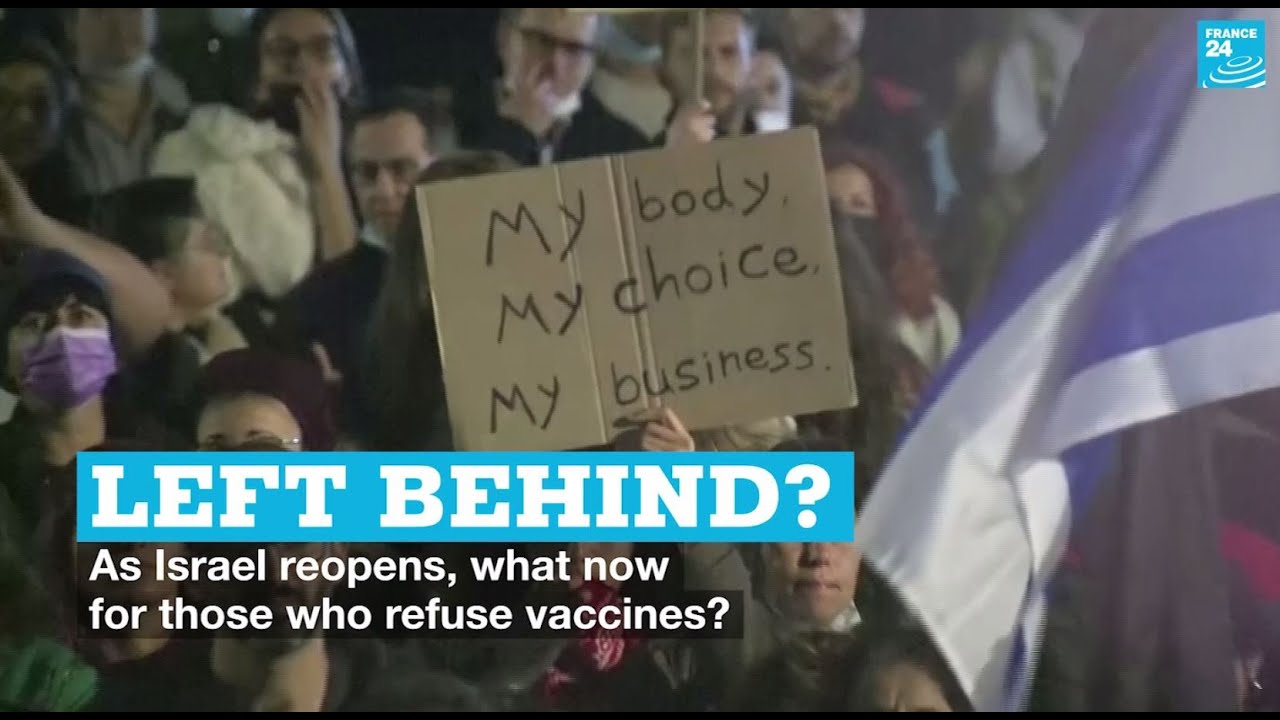 FRANCE
24
My body,
My choice,
My business.
LEFT BEHIND?
As Israel reopens, what now
for those who refuse vaccines?